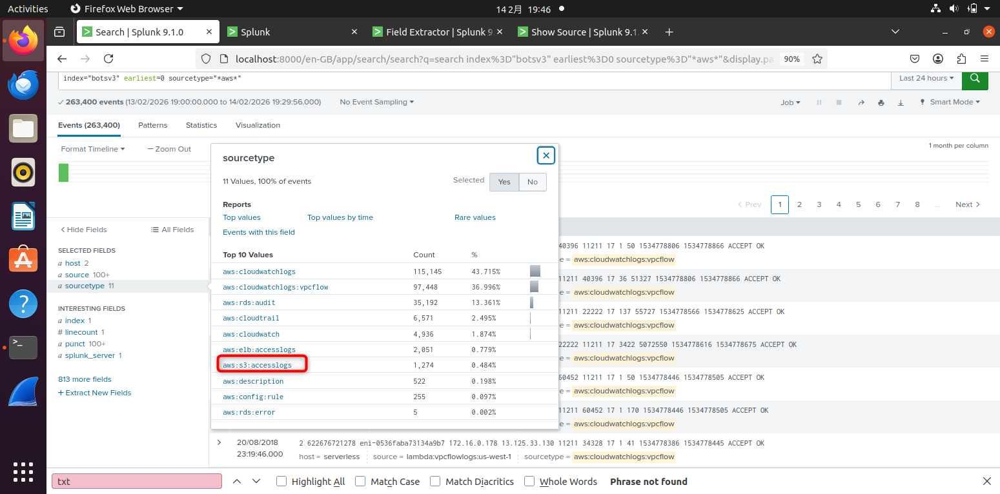 Activities Firefox Web Browser 14 2月 19:46
Search | Splunk 9.1.0 Splunk Field Extractor | Splunk 9 Show Source | Splunk 9.1.
localhost:8000/en-GB/app/search/search?q=search index%3D"botsv3" earliest%3D0 sourcetype%3D"*aws*"&display.pa 90%
index="botsv3" earliest=0 sourcetype="*aws*" Last 24 hours
263,400 events (13/02/2026 19:00:00.000 to 14/02/2026 19:29:56.000) No Event Sampling Job Smart Mode
Events (263,400) Patterns Statistics Visualization
Format Timeline — Zoom Out 1 month per column
sourcetype
11 Values, 100% of events Selected Yes No
Reports
Top values Top values by time Rare values
Events with this field
< Prev 1 2 3 4 5 6 7 8 ... Next >
< Hide Fields All Fields
SELECTED FIELDS
a host 2
a source 100+
a sourcetype 11
INTERESTING FIELDS
a index 1
# linecount 1
a punct 100+
a splunk_server 1
813 more fields
+ Extract New Fields
Top 10 Values Count %
aws:cloudwatchlogs 115,145 43.715%
aws:cloudwatchlogs:vpcflow 97,448 36.996%
aws:rds:audit 35,192 13.361%
aws:cloudtrail 6,571 2.495%
aws:cloudwatch 4,936 1.874%
aws:elb:accesslogs 2,051 0.779%
aws:s3:accesslogs 1,274 0.484%
aws:description 522 0.198%
aws:config:rule 255 0.097%
aws:rds:error 5 0.002%
40396 11211 17 1 50 1534778806 1534778866 ACCEPT OK
e = aws:cloudwatchlogs:vpcflow
11211 40396 17 36 51327 1534778806 1534778866 ACCEPT OK
e = aws:cloudwatchlogs:vpcflow
11211 22222 17 137 55727 1534778566 1534778625 ACCEPT OK
e = aws:cloudwatchlogs:vpcflow
22222 11211 17 3422 5072550 1534778616 1534778675 ACCEPT OK
e = aws:cloudwatchlogs:vpcflow
60452 11211 17 1 50 1534778446 1534778505 ACCEPT OK
e = aws:cloudwatchlogs:vpcflow
11211 60452 17 1 170 1534778446 1534778505 ACCEPT OK
e = aws:cloudwatchlogs:vpcflow
20/08/2018 2 622676721278 eni-0536faba73134a9b7 172.16.0.178 13.125.33.130 11211 34328 17 1 41 1534778386 1534778445 ACCEPT OK
23:19:46.000 host = serverless source = lambda:vpcflowlogs:us-west-1 sourcetype = aws:cloudwatchlogs:vpcflow
txt Highlight All Match Case Match Diacritics Whole Words Phrase not found